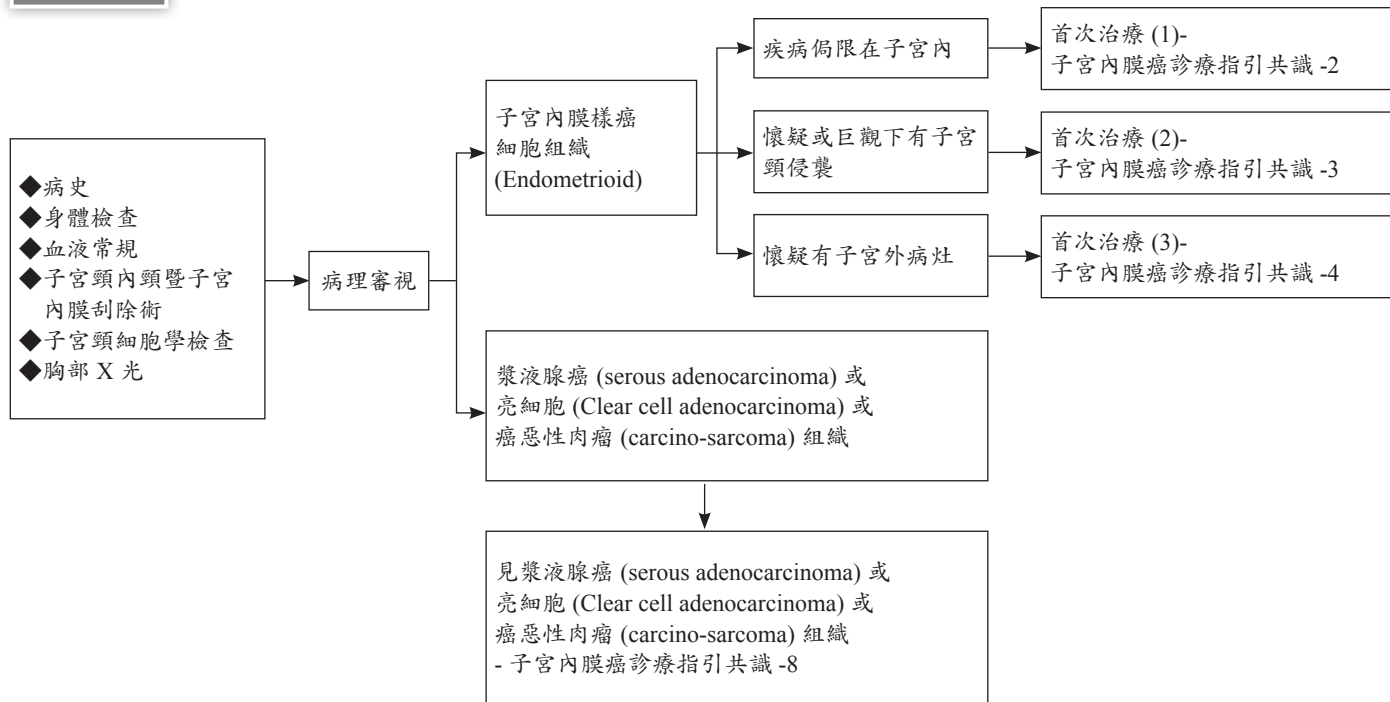 ◆病史
◆身體檢查
◆血液常規
◆子宮頸內頸暨子宮
內膜刮除術
◆子宮頸細胞學檢查
◆胸部 X 光
病理審視
子宮內膜樣癌
細胞組織
(Endometrioid)
疾病侷限在子宮內
首次治療 (1)-
子宮內膜癌診療指引共識 -2
懷疑或巨觀下有子宮
頸侵襲
首次治療 (2)-
子宮內膜癌診療指引共識 -3
懷疑有子宮外病灶
首次治療 (3)-
子宮內膜癌診療指引共識 -4
漿液腺癌 (serous adenocarcinoma) 或
亮細胞 (Clear cell adenocarcinoma) 或
癌惡性肉瘤 (carcino-sarcoma) 組織
見漿液腺癌 (serous adenocarcinoma) 或
亮細胞 (Clear cell adenocarcinoma) 或
癌惡性肉瘤 (carcino-sarcoma) 組織
- 子宮內膜癌診療指引共識 -8